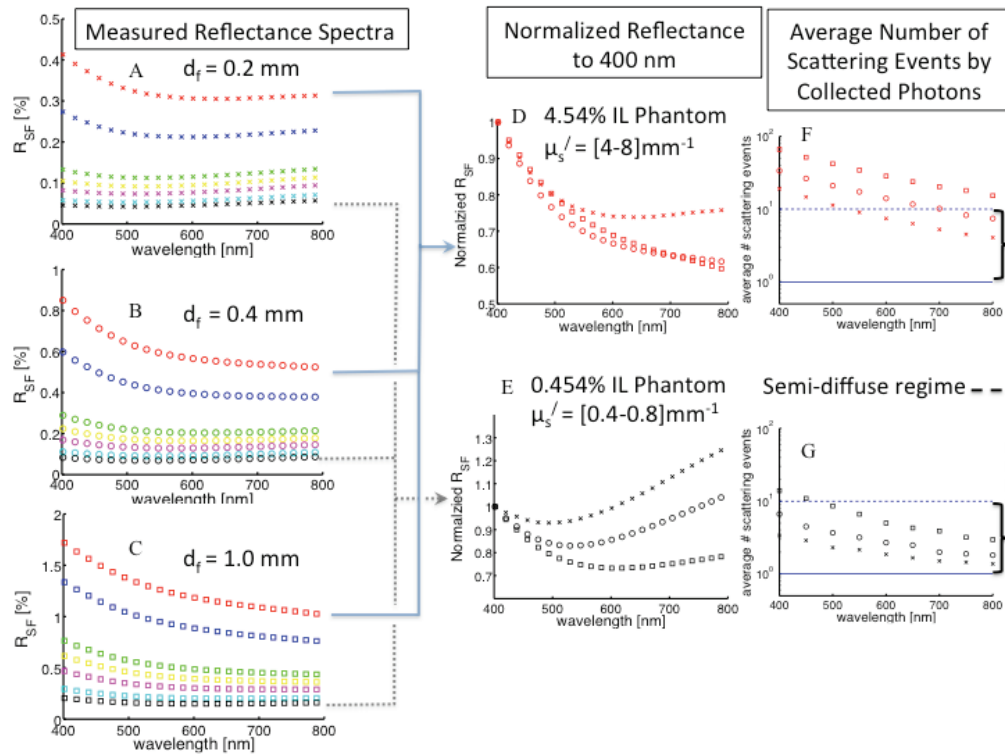 Measured Reflectance Spectra
Normalized Reflectance
to 400 nm
Average Number of
Scattering Events by
Collected Photons
A
d_f = 0.2 mm
R_SF [%]
0.5
0.4
0.3
0.2
0.1
0
400 500 600 700 800
wavelength [nm]
B
d_f = 0.4 mm
R_SF [%]
1
0.8
0.6
0.4
0.2
0
400 500 600 700 800
wavelength [nm]
C
d_f = 1.0 mm
R_SF [%]
2
1.5
1
0.5
0
400 500 600 700 800
wavelength [nm]
D
4.54% IL Phantom
μ_s′ = [4-8]mm⁻¹
Normalzied R_SF
1
0.9
0.8
0.7
0.6
0.5
400 500 600 700 800
wavelength [nm]
E
0.454% IL Phantom
μ_s′ = [0.4-0.8]mm⁻¹
Normalzied R_SF
1.3
1.2
1.1
1
0.9
0.8
0.7
400 500 600 700 800
wavelength [nm]
F
average # scattering events
10²
10¹
10⁰
400 500 600 700 800
wavelength [nm]
Semi-diffuse regime
G
average # scattering events
10²
10¹
10⁰
400 500 600 700 800
wavelength [nm]